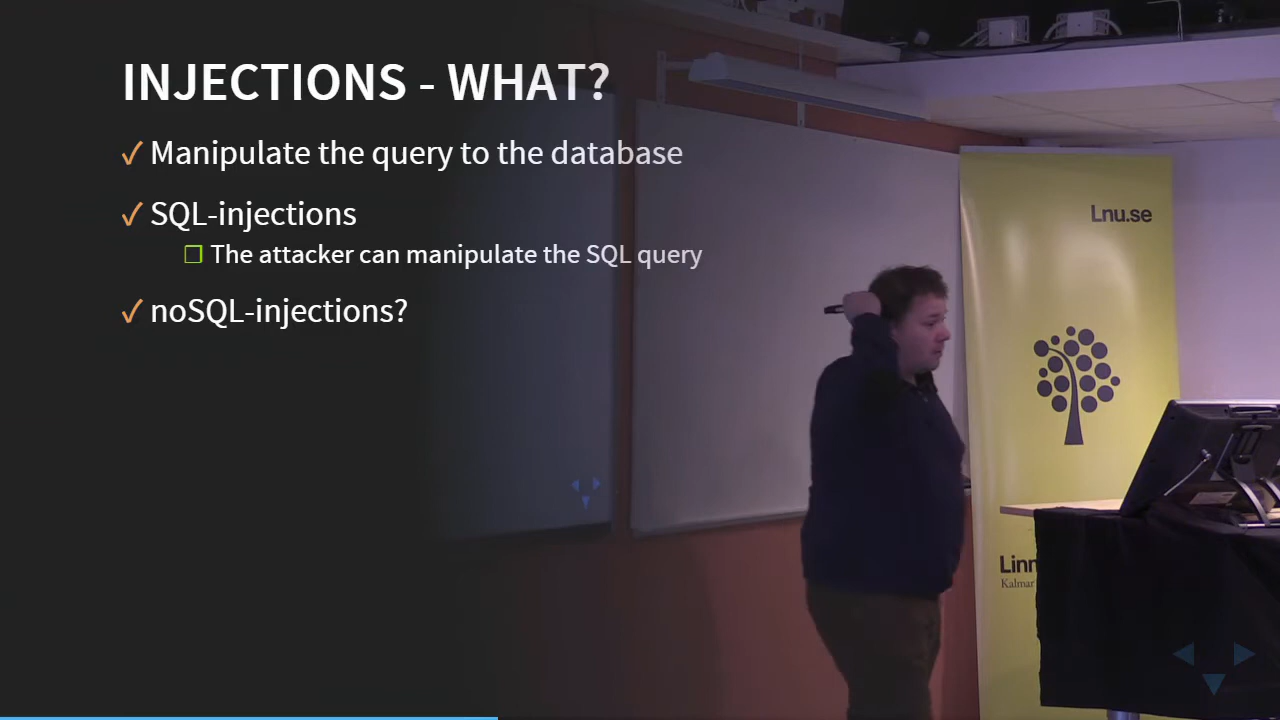 INJECTIONS - WHAT?
Manipulate the query to the database
SQL-injections
The attacker can manipulate the SQL query
noSQL-injections?
Lnu.se
Linn
Kalmar